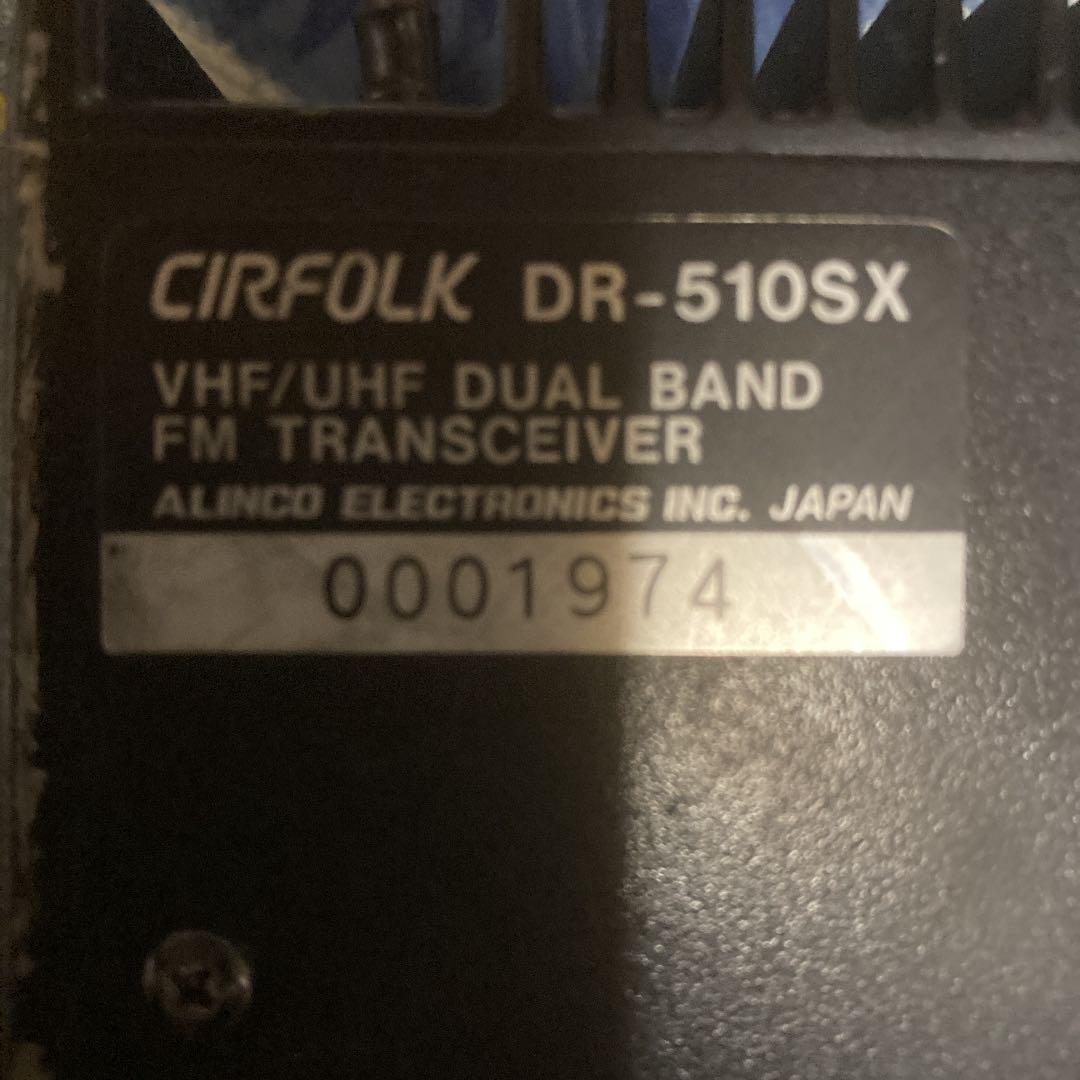 CIRFOLK DR-510SX
VHF/UHF DUAL BAND
FM TRANSCEIVER
ALINCO ELECTRONICS INC. JAPAN
0001974